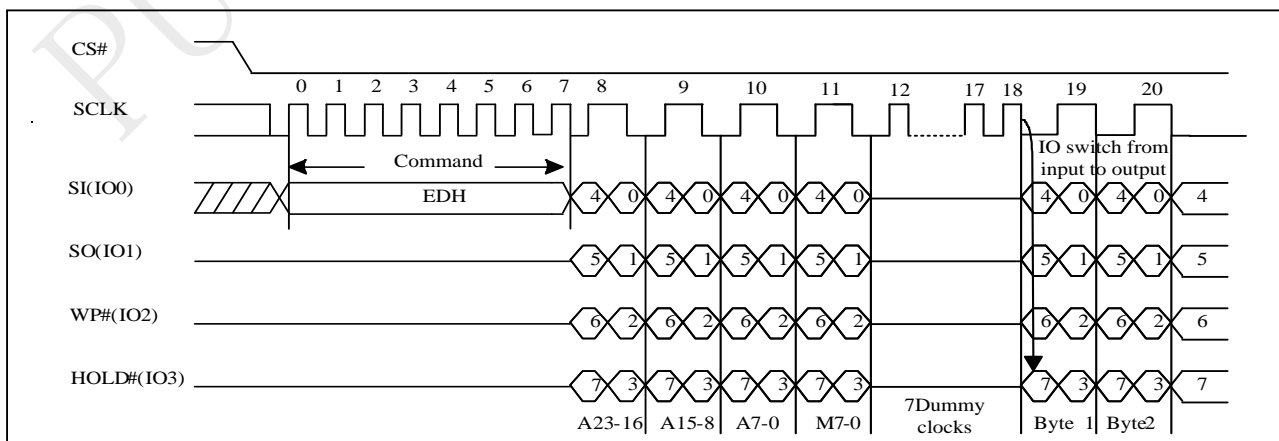 CS#
0 1 2 3 4 5 6 7 8 9 10 11 12 17 18 19 20
SCLK
Command
IO switch from
input to output
SI(IO0)
EDH
4 0 4 0 4 0 4 0 4 0 4 0 4
SO(IO1)
5 1 5 1 5 1 5 1 5 1 5 1 5
WP#(IO2)
6 2 6 2 6 2 6 2 6 2 6 2 6
HOLD#(IO3)
7 3 7 3 7 3 7 3 7 3 7 3 7
A23-16 A15-8 A7-0 M7-0
7Dummy
clocks
Byte 1 Byte2